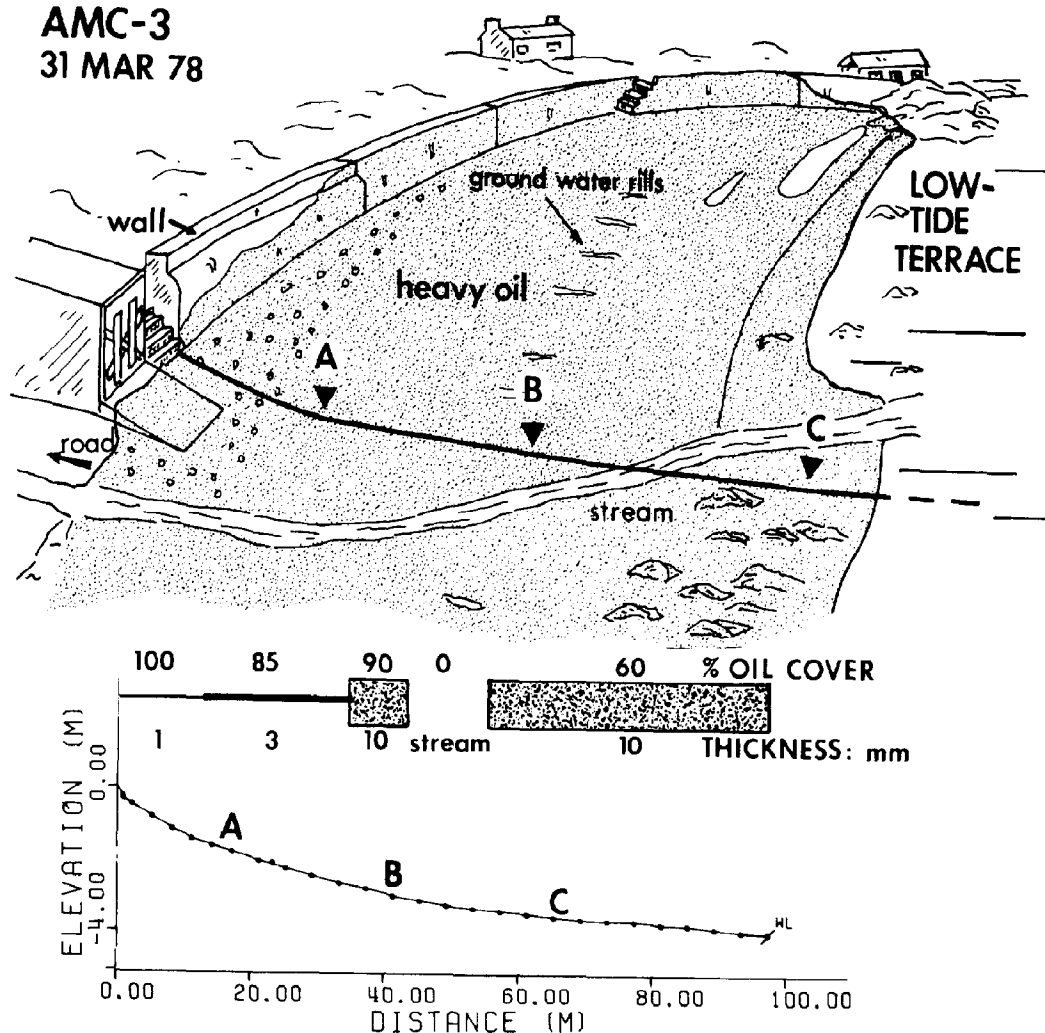 AMC-3
31 MAR 78
wall
ground water rills
LOW-
TIDE
TERRACE
heavy oil
A
B
C
road
stream
100 85 90 0 60 % OIL COVER
1 3 10 stream 10 THICKNESS: mm
ELEVATION (M)
0.00
-4.00
A
B
C
WL
0.00 20.00 40.00 60.00 80.00 100.00
DISTANCE (M)